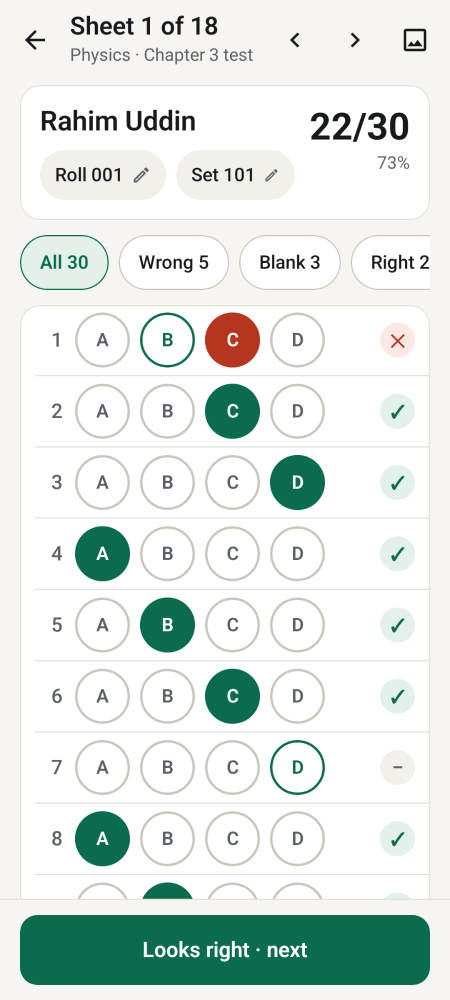 Sheet 1 of 18
Physics · Chapter 3 test
Rahim Uddin
22/30
73%
Roll 001
Set 101
All 30
Wrong 5
Blank 3
Right 2
1 A B C D ×
2 A B C D ✓
3 A B C D ✓
4 A B C D ✓
5 A B C D ✓
6 A B C D ✓
7 A B C D –
8 A B C D ✓
Looks right · next